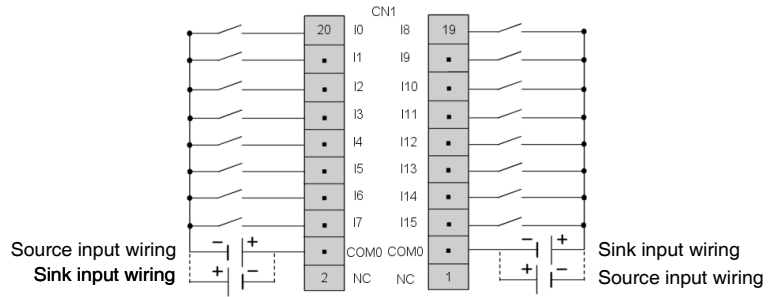 CN1
20 I0 I8 19
I1 I9
I2 I10
I3 I11
I4 I12
I5 I13
I6 I14
I7 I15
Source input wiring − + COM0 COM0 − + Sink input wiring
Sink input wiring + − 2 NC NC 1 + − Source input wiring